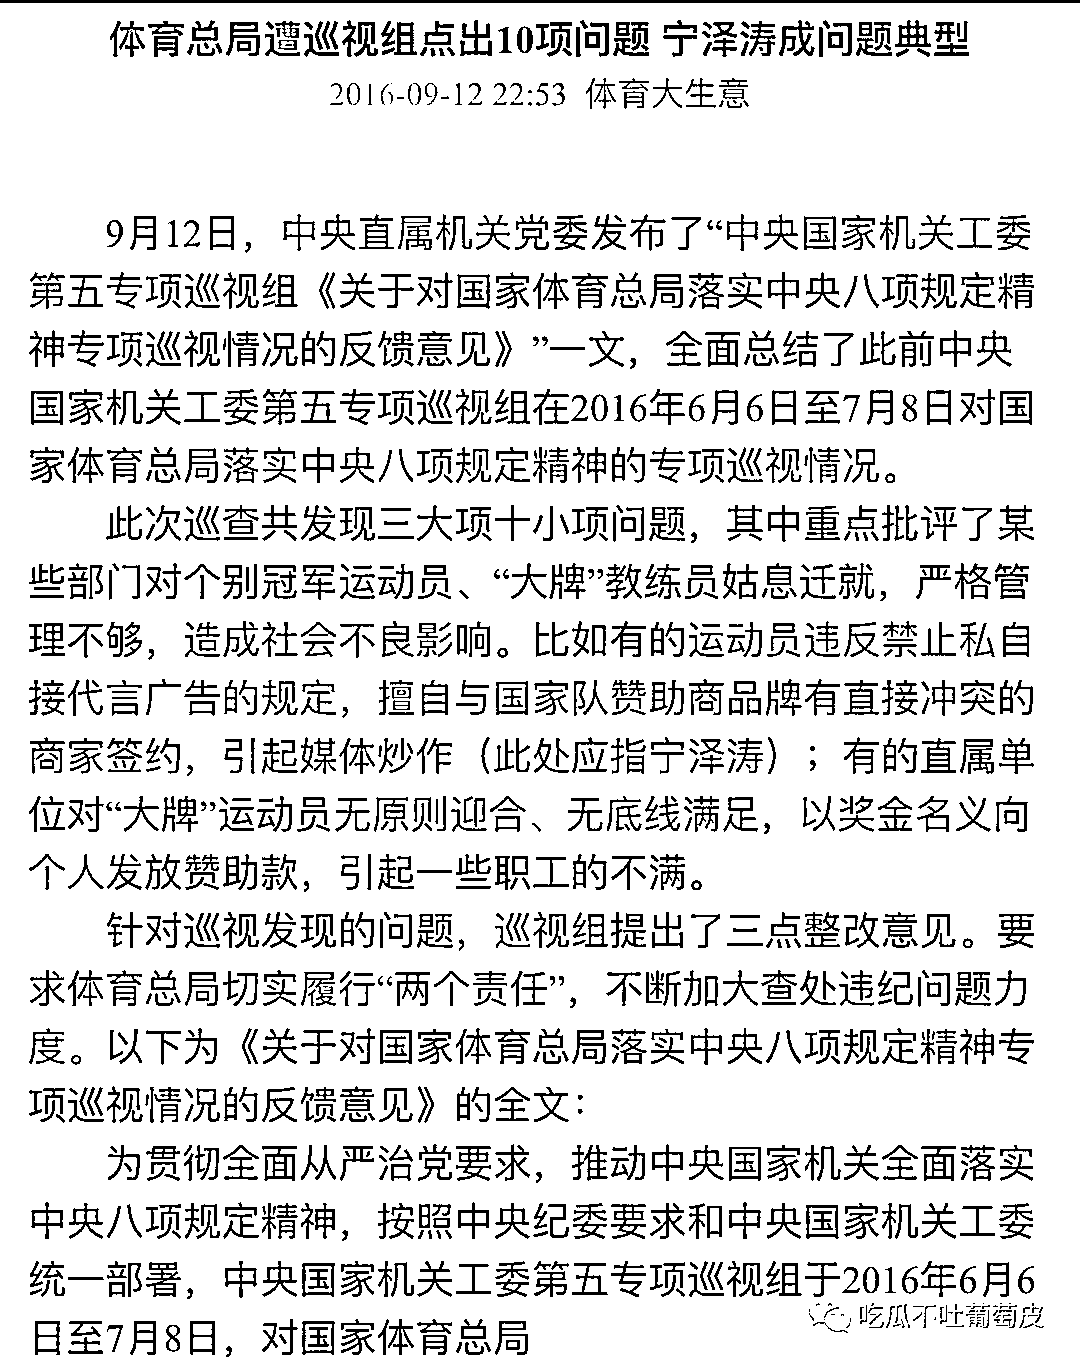 体育总局遭巡视组点出10项问题 宁泽涛成问题典型
2016-09-12 22:53 体育大生意
9月12日，中央直属机关党委发布了“中央国家机关工委
第五专项巡视组《关于对国家体育总局落实中央八项规定精
神专项巡视情况的反馈意见》”一文，全面总结了此前中央
国家机关工委第五专项巡视组在2016年6月6日至7月8日对国
家体育总局落实中央八项规定精神的专项巡视情况。
此次巡查共发现三大项十小项问题，其中重点批评了某
些部门对个别冠军运动员、“大牌”教练员姑息迁就，严格管
理不够，造成社会不良影响。比如有的运动员违反禁止私自
接代言广告的规定，擅自与国家队赞助商品牌有直接冲突的
商家签约，引起媒体炒作（此处应指宁泽涛）；有的直属单
位对“大牌”运动员无原则迎合、无底线满足，以奖金名义向
个人发放赞助款，引起一些职工的不满。
针对巡视发现的问题，巡视组提出了三点整改意见。要
求体育总局切实履行“两个责任”，不断加大查处违纪问题力
度。以下为《关于对国家体育总局落实中央八项规定精神专
项巡视情况的反馈意见》的全文：
为贯彻全面从严治党要求，推动中央国家机关全面落实
中央八项规定精神，按照中央纪委要求和中央国家机关工委
统一部署，中央国家机关工委第五专项巡视组于2016年6月6
日至7月8日，对国家体育总局
吃瓜不吐葡萄皮